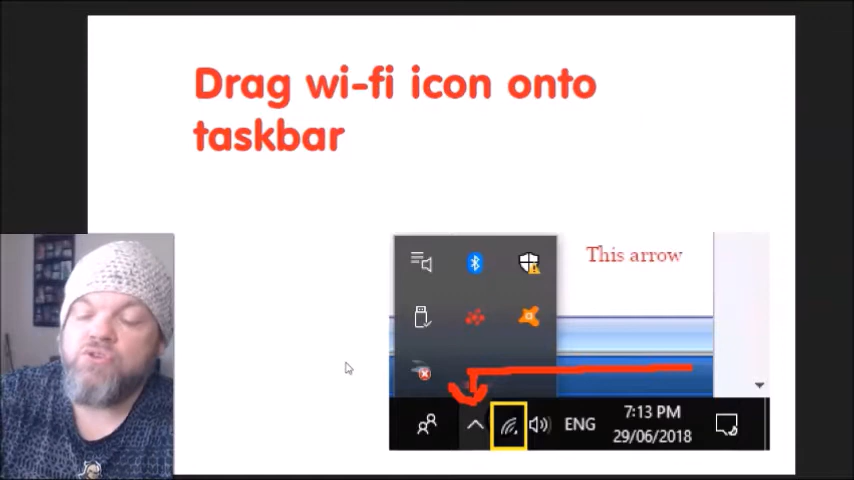 Drag wi-fi icon onto
taskbar
This arrow
ENG
7:13 PM
29/06/2018